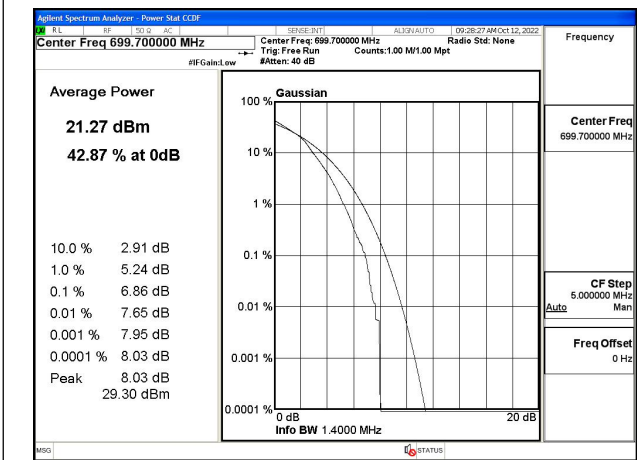 Agilent Spectrum Analyzer - Power Stat CCDF
RL RF 50 Ω AC SENSE:INT ALIGN AUTO 09:28:27 AM Oct 12, 2022
Center Freq 699.700000 MHz
Center Freq: 699.700000 MHz Radio Std: None
Trig: Free Run Counts:1.00 M/1.00 Mpt
#IFGain:Low #Atten: 40 dB
Frequency
Average Power
21.27 dBm
42.87 % at 0dB
10.0 % 2.91 dB
1.0 % 5.24 dB
0.1 % 6.86 dB
0.01 % 7.65 dB
0.001 % 7.95 dB
0.0001 % 8.03 dB
Peak 8.03 dB
29.30 dBm
Gaussian
100 %
10 %
1 %
0.1 %
0.01 %
0.001 %
0.0001 %
0 dB 20 dB
Info BW 1.4000 MHz
Center Freq
699.700000 MHz
CF Step
5.000000 MHz
Auto Man
Freq Offset
0 Hz
MSG STATUS